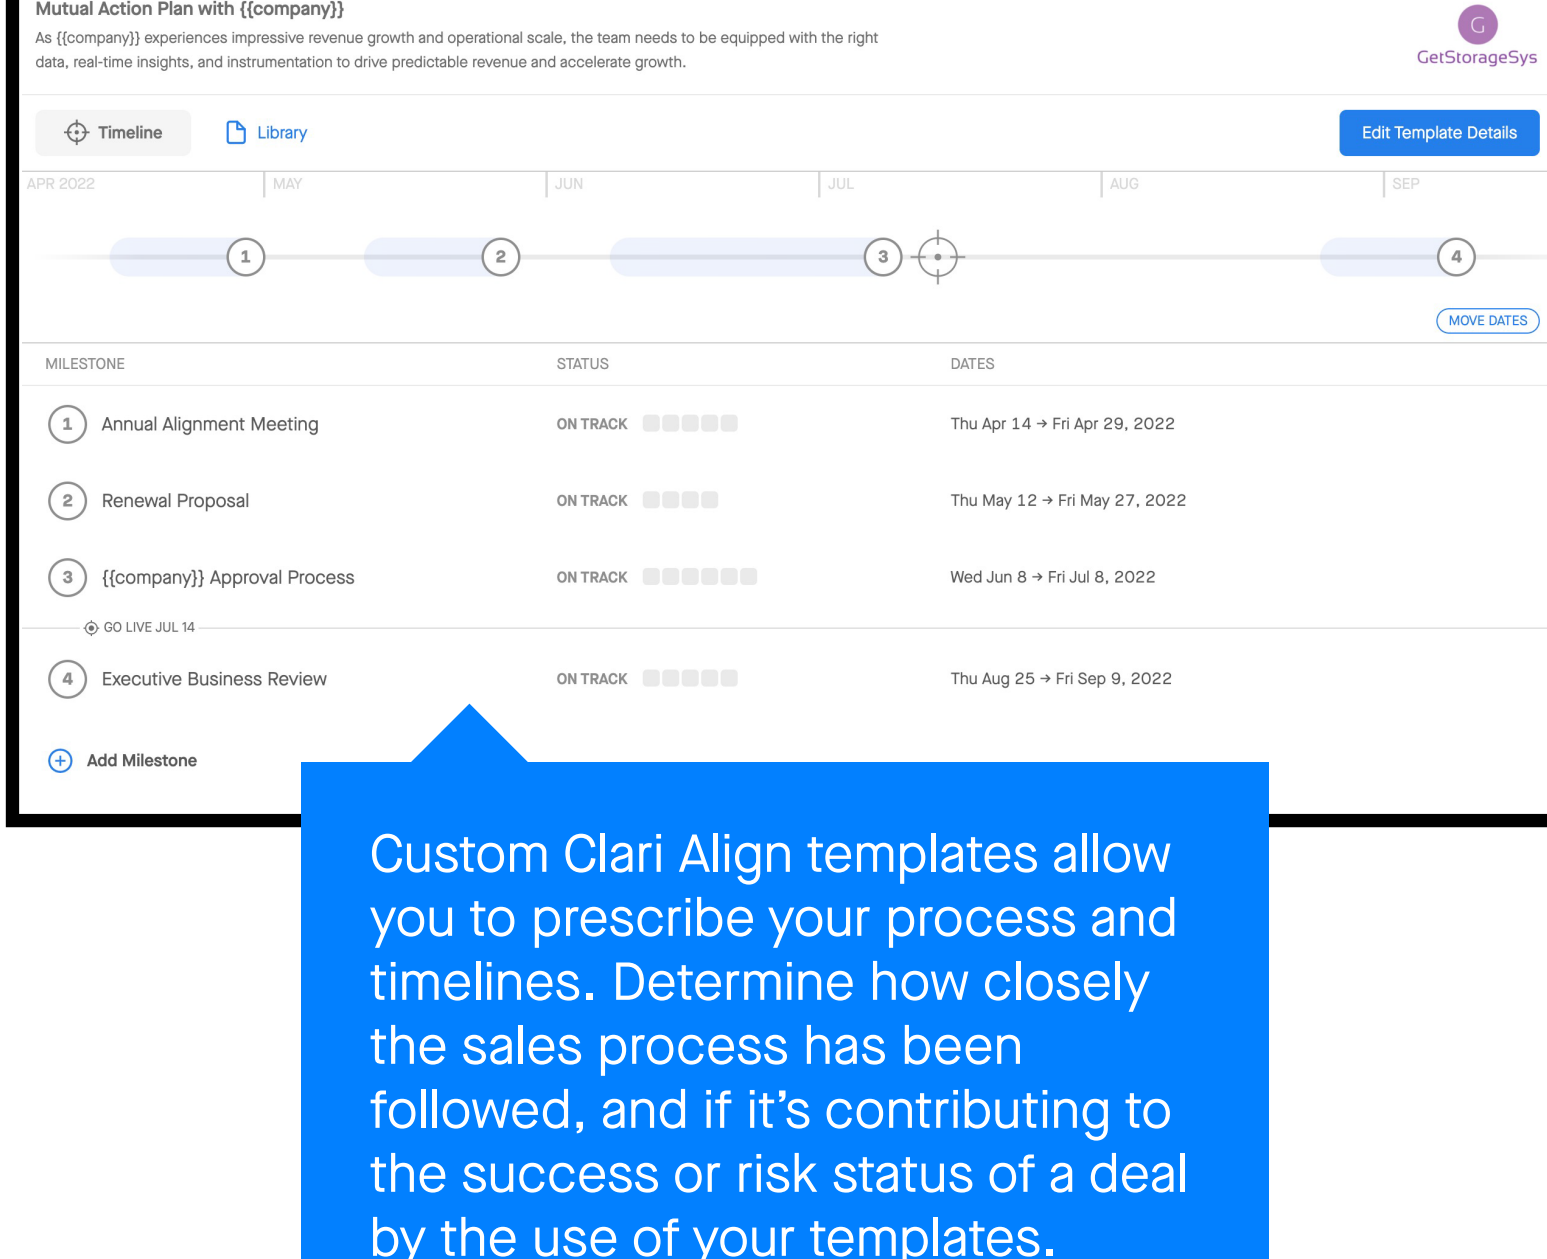 Mutual Action Plan with {{company}}
As {{company}} experiences impressive revenue growth and operational scale, the team needs to be equipped with the right
data, real-time insights, and instrumentation to drive predictable revenue and accelerate growth.
G
GetStorageSys
Timeline
Library
Edit Template Details
APR 2022 MAY JUN JUL AUG SEP
1 2 3 4
MOVE DATES
MILESTONE STATUS DATES
1 Annual Alignment Meeting ON TRACK Thu Apr 14 → Fri Apr 29, 2022
2 Renewal Proposal ON TRACK Thu May 12 → Fri May 27, 2022
3 {{company}} Approval Process ON TRACK Wed Jun 8 → Fri Jul 8, 2022
GO LIVE JUL 14
4 Executive Business Review ON TRACK Thu Aug 25 → Fri Sep 9, 2022
Add Milestone
Custom Clari Align templates allow
you to prescribe your process and
timelines. Determine how closely
the sales process has been
followed, and if it’s contributing to
the success or risk status of a deal
by the use of your templates.